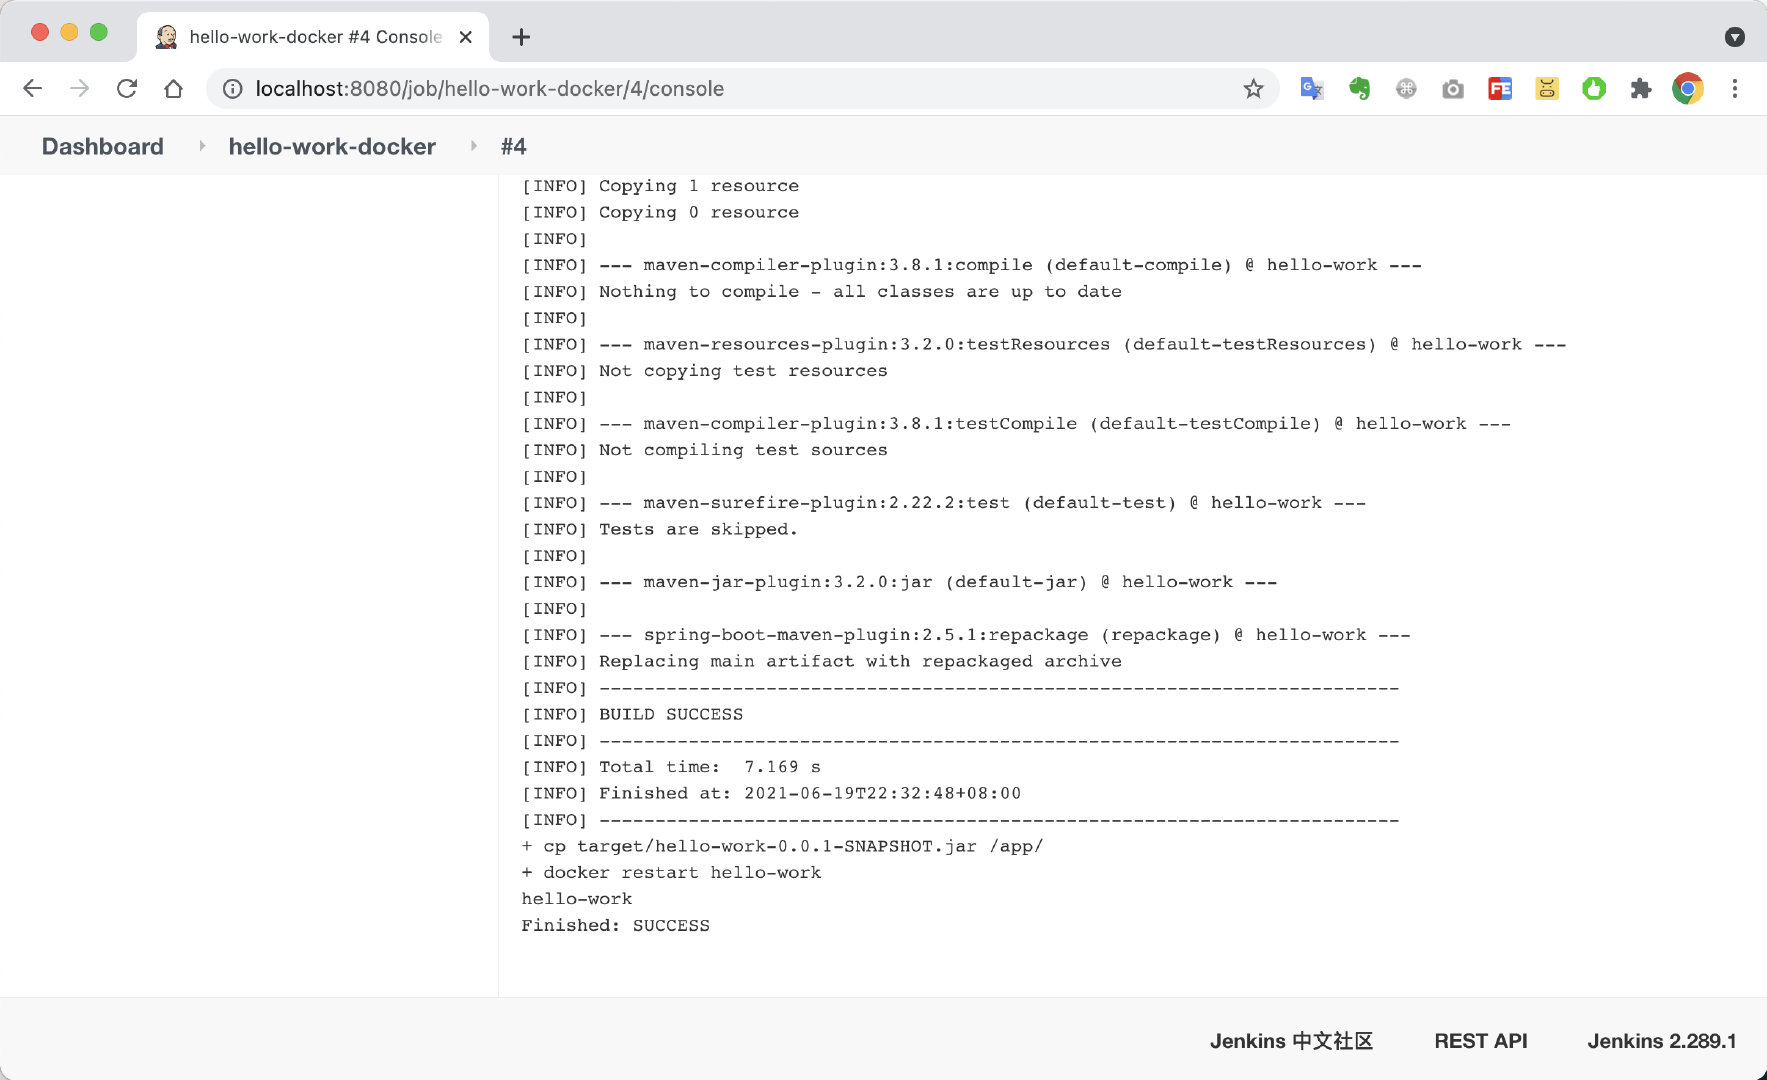 hello-work-docker #4 Console
localhost:8080/job/hello-work-docker/4/console
FE
Dashboard hello-work-docker #4
[INFO] Copying 1 resource
[INFO] Copying 0 resource
[INFO]
[INFO] --- maven-compiler-plugin:3.8.1:compile (default-compile) @ hello-work ---
[INFO] Nothing to compile - all classes are up to date
[INFO]
[INFO] --- maven-resources-plugin:3.2.0:testResources (default-testResources) @ hello-work ---
[INFO] Not copying test resources
[INFO]
[INFO] --- maven-compiler-plugin:3.8.1:testCompile (default-testCompile) @ hello-work ---
[INFO] Not compiling test sources
[INFO]
[INFO] --- maven-surefire-plugin:2.22.2:test (default-test) @ hello-work ---
[INFO] Tests are skipped.
[INFO]
[INFO] --- maven-jar-plugin:3.2.0:jar (default-jar) @ hello-work ---
[INFO]
[INFO] --- spring-boot-maven-plugin:2.5.1:repackage (repackage) @ hello-work ---
[INFO] Replacing main artifact with repackaged archive
[INFO] ------------------------------------------------------------------------
[INFO] BUILD SUCCESS
[INFO] ------------------------------------------------------------------------
[INFO] Total time:  7.169 s
[INFO] Finished at: 2021-06-19T22:32:48+08:00
[INFO] ------------------------------------------------------------------------
+ cp target/hello-work-0.0.1-SNAPSHOT.jar /app/
+ docker restart hello-work
hello-work
Finished: SUCCESS
Jenkins 中文社区 REST API Jenkins 2.289.1